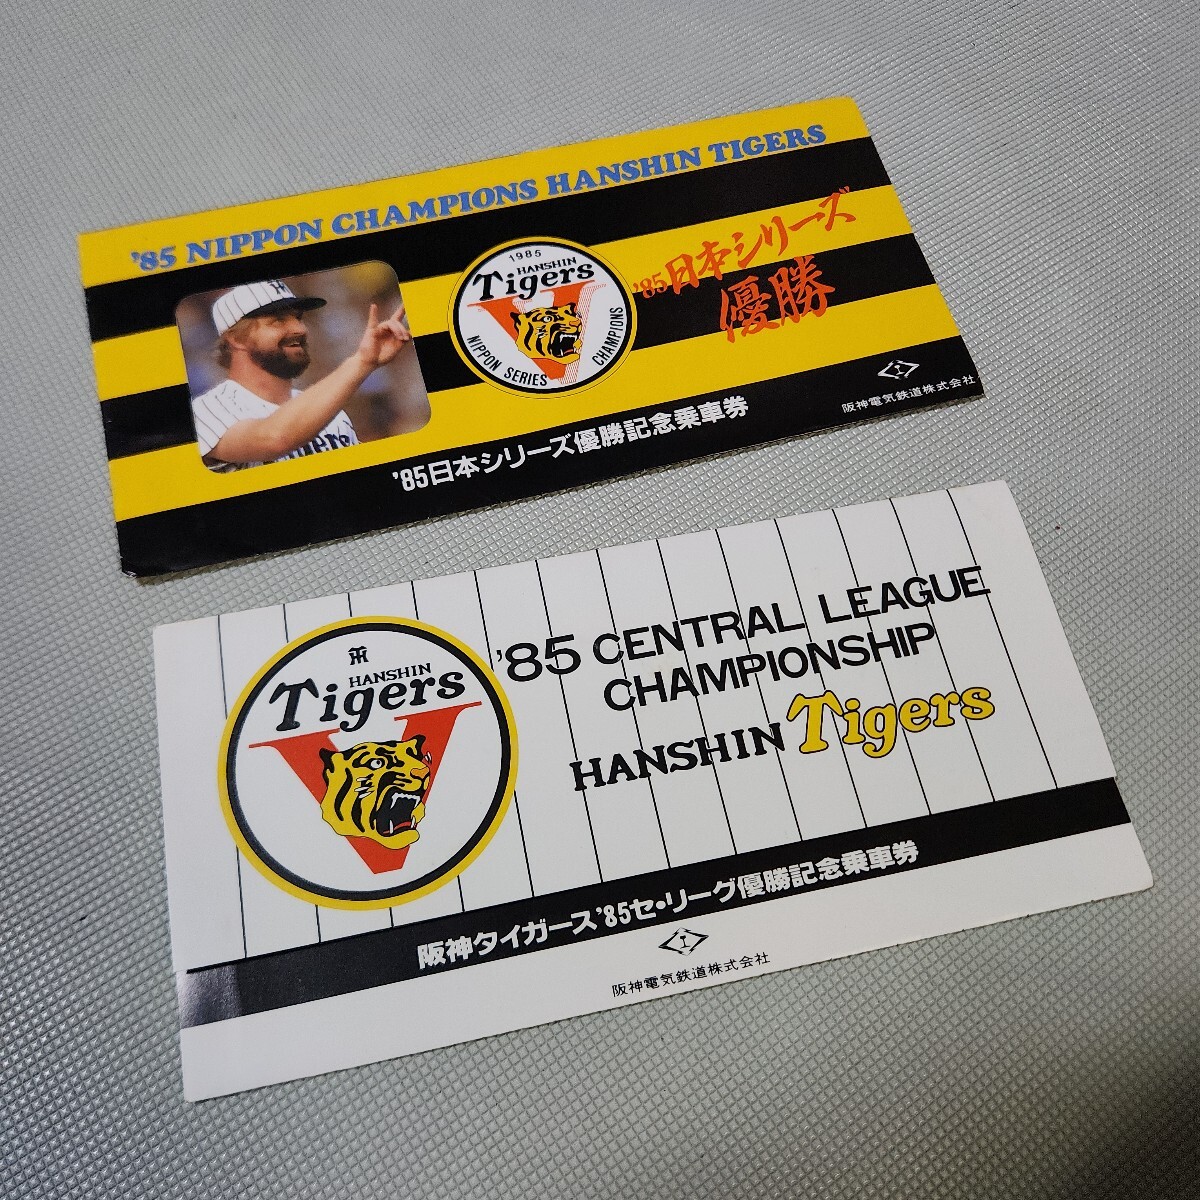 '85 NIPPON CHAMPIONS HANSHIN TIGERS
1985
HANSHIN
Tigers
NIPPON SERIES CHAMPIONS
'85日本シリーズ
優勝
阪神電気鉄道株式会社
'85日本シリーズ優勝記念乗車券
HANSHIN
Tigers
'85 CENTRAL LEAGUE
CHAMPIONSHIP
HANSHIN Tigers
阪神タイガース'85セ・リーグ優勝記念乗車券
阪神電気鉄道株式会社